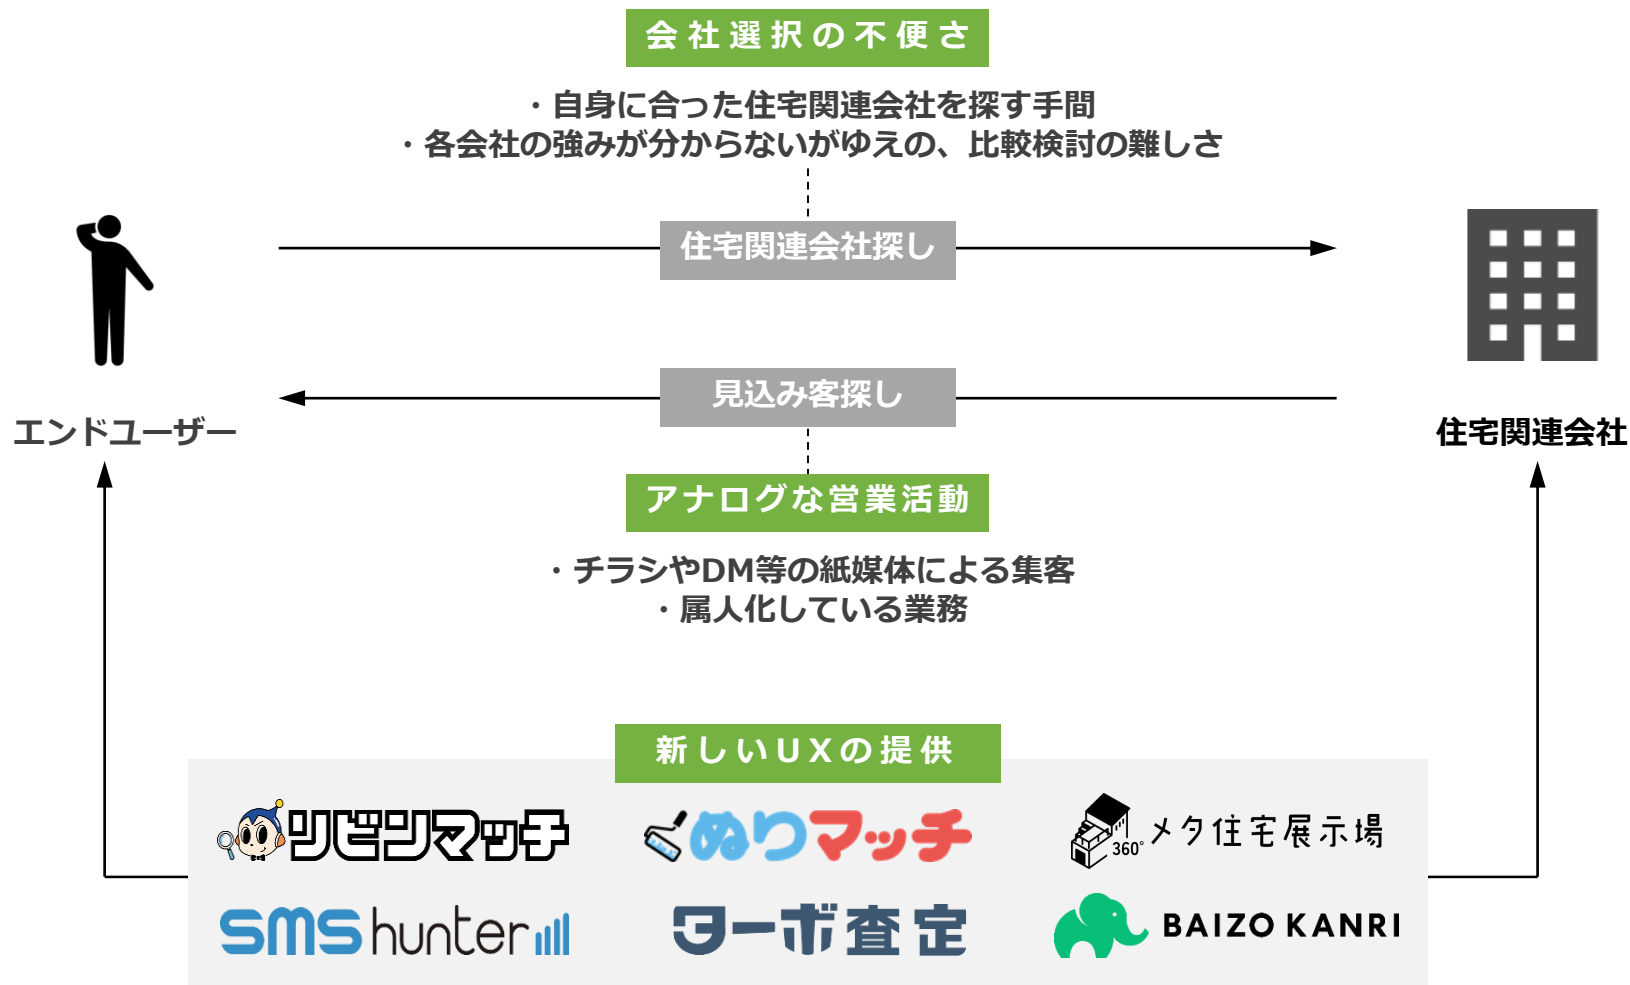 会社選択の不便さ
・自身に合った住宅関連会社を探す手間
・各会社の強みが分からないがゆえの、比較検討の難しさ
住宅関連会社探し
見込み客探し
エンドユーザー
住宅関連会社
アナログな営業活動
・チラシやDM等の紙媒体による集客
・属人化している業務
新しいUXの提供
リビンマッチ
ぬりマッチ
360°メタ住宅展示場
SMS hunter
ターボ査定
BAIZO KANRI